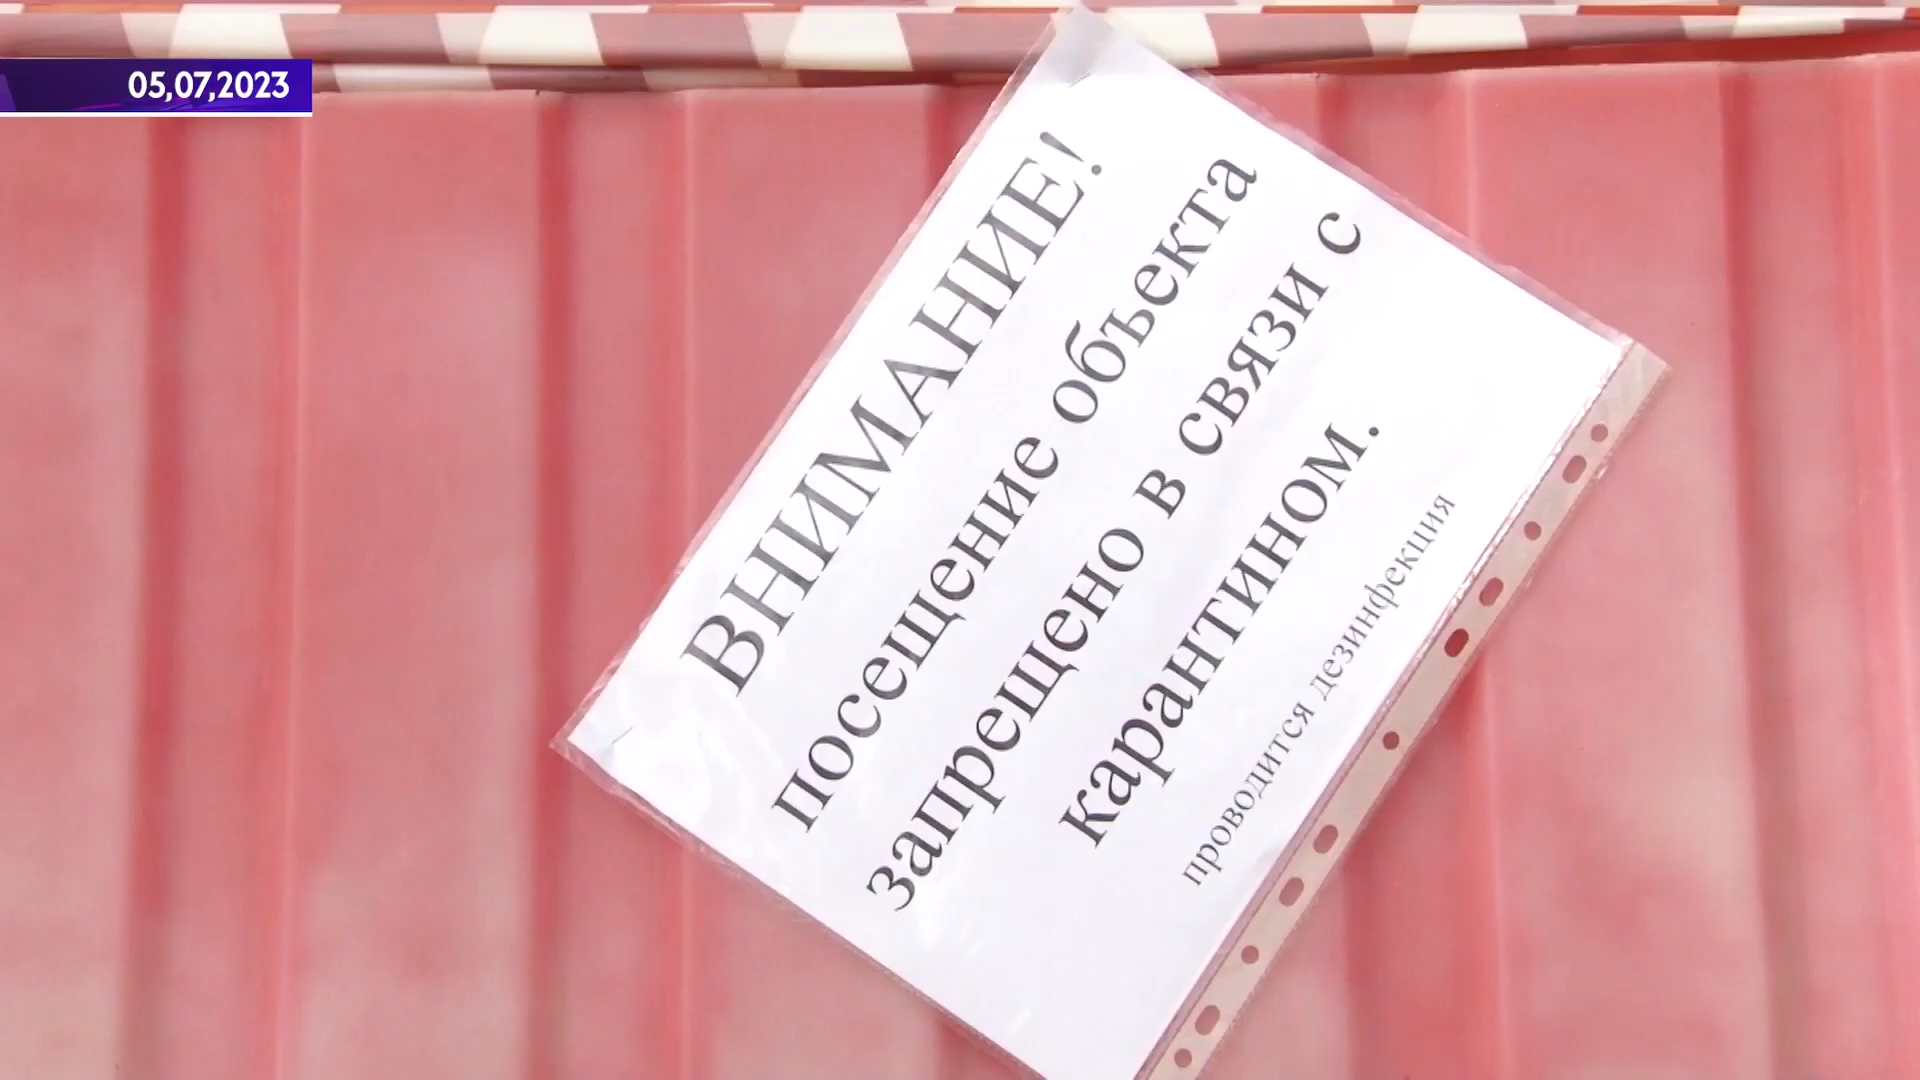 05,07,2023
ВНИМАНИЕ!
посещение объекта
запрещено в связи с
карантином.
проводится дезинфекция